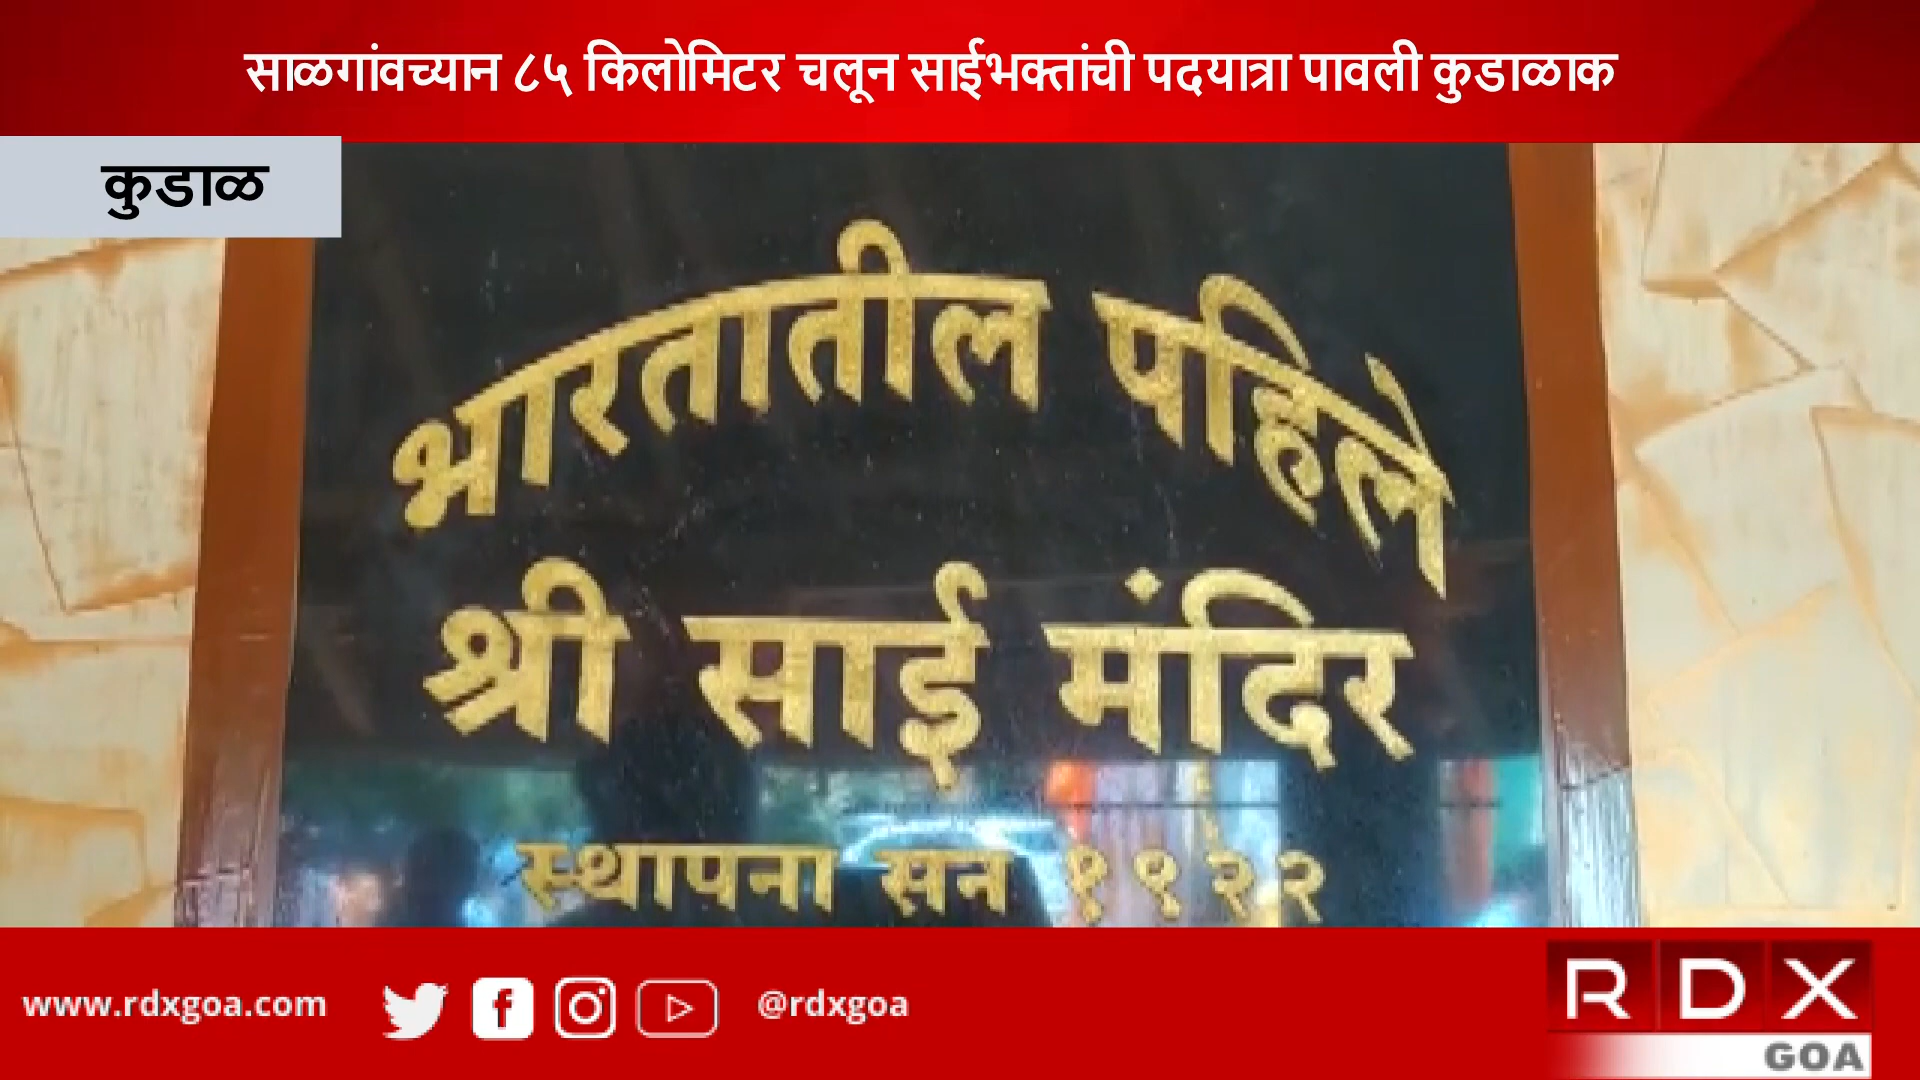 साळगांवच्यान ८५ किलोमिटर चलून साईभक्तांची पदयात्रा पावली कुडाळाक
कुडाळ
भारतातील पहिले
श्री साई मंदिर
स्थापना सन १९२२
www.rdxgoa.com
@rdxgoa
RDX
GOA